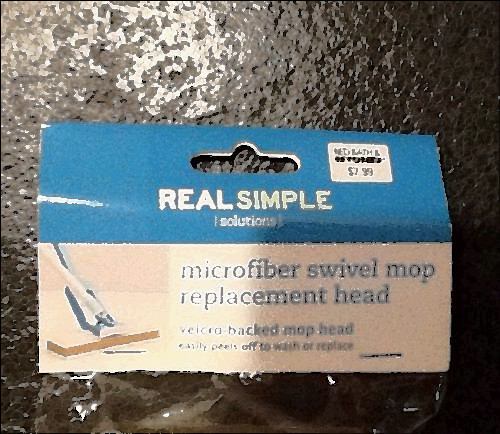 BED BATH &
BEYOND
$7.99
REAL SIMPLE
[solutions]
microfiber swivel mop
replacement head
velcro-backed mop head
easily peels off to wash or replace